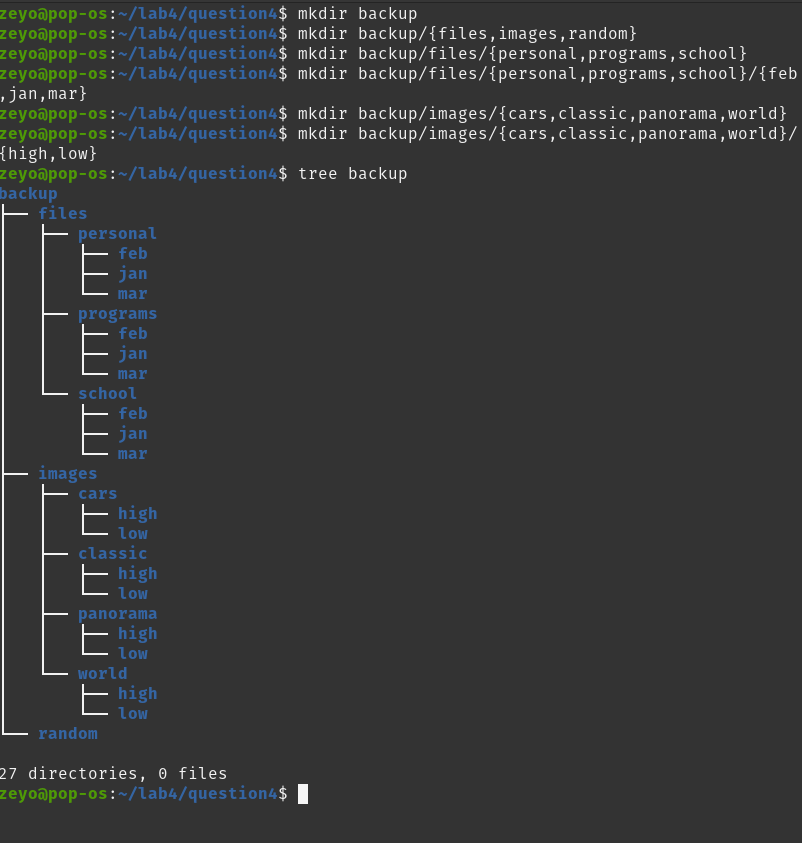 zeyo@pop-os:~/lab4/question4$ mkdir backup
zeyo@pop-os:~/lab4/question4$ mkdir backup/{files,images,random}
zeyo@pop-os:~/lab4/question4$ mkdir backup/files/{personal,programs,school}
zeyo@pop-os:~/lab4/question4$ mkdir backup/files/{personal,programs,school}/{feb
,jan,mar}
zeyo@pop-os:~/lab4/question4$ mkdir backup/images/{cars,classic,panorama,world}
zeyo@pop-os:~/lab4/question4$ mkdir backup/images/{cars,classic,panorama,world}/
{high,low}
zeyo@pop-os:~/lab4/question4$ tree backup
backup
├── files
│   ├── personal
│   │   ├── feb
│   │   ├── jan
│   │   └── mar
│   ├── programs
│   │   ├── feb
│   │   ├── jan
│   │   └── mar
│   └── school
│       ├── feb
│       ├── jan
│       └── mar
├── images
│   ├── cars
│   │   ├── high
│   │   └── low
│   ├── classic
│   │   ├── high
│   │   └── low
│   ├── panorama
│   │   ├── high
│   │   └── low
│   └── world
│       ├── high
│       └── low
└── random

27 directories, 0 files
zeyo@pop-os:~/lab4/question4$